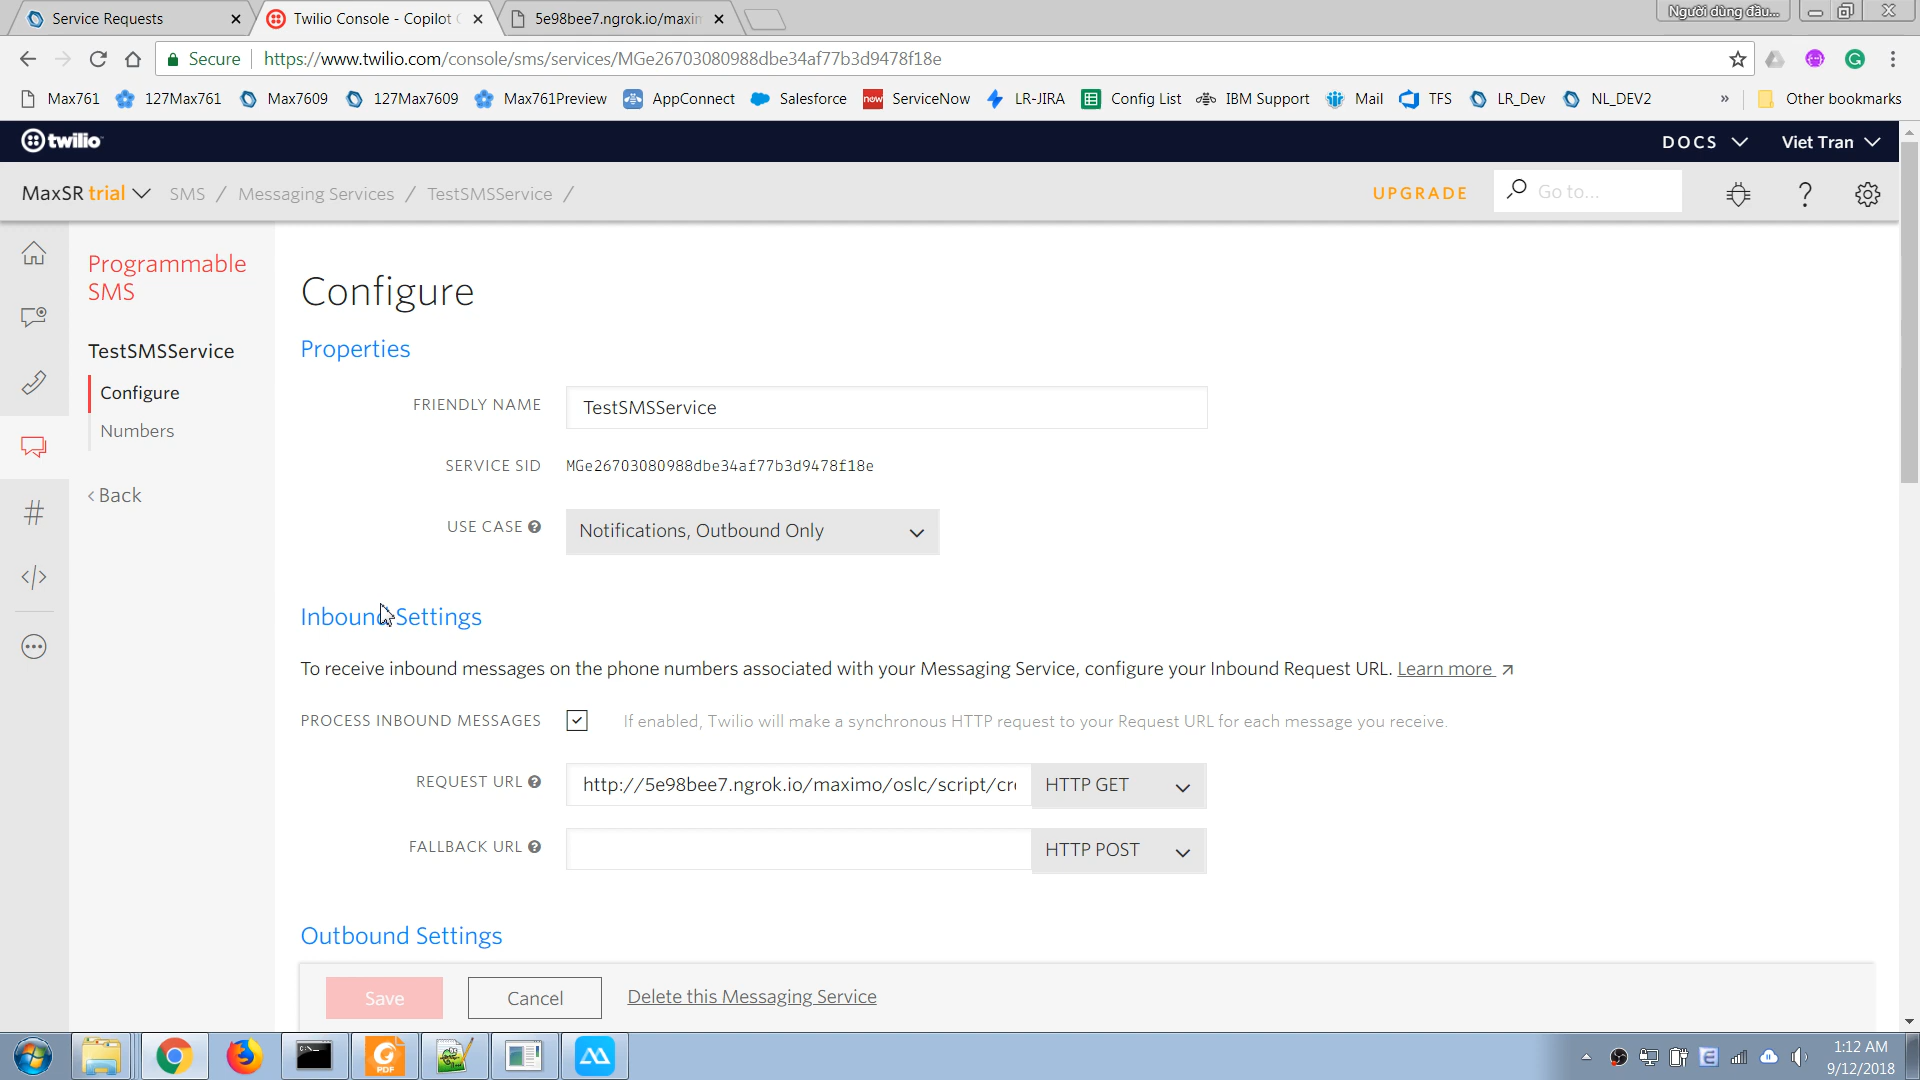 Service Requests
Twilio Console - Copilot
5e98bee7.ngrok.io/maxin
Người dùng đầu...
Secure
https://www.twilio.com/console/sms/services/MGe26703080988dbe34af77b3d9478f18e
Max761
127Max761
Max7609
127Max7609
Max761Preview
AppConnect
Salesforce
now
ServiceNow
LR-JIRA
Config List
IBM Support
Mail
TFS
LR_Dev
NL_DEV2
»
Other bookmarks
twilio
DOCS
Viet Tran
MaxSR trial
SMS / Messaging Services / TestSMSService /
UPGRADE
Go to...
Programmable
SMS
TestSMSService
Configure
Numbers
‹ Back
Configure
Properties
FRIENDLY NAME
TestSMSService
SERVICE SID
MGe26703080988dbe34af77b3d9478f18e
USE CASE
Notifications, Outbound Only
Inbound Settings
To receive inbound messages on the phone numbers associated with your Messaging Service, configure your Inbound Request URL. Learn more
PROCESS INBOUND MESSAGES
If enabled, Twilio will make a synchronous HTTP request to your Request URL for each message you receive.
REQUEST URL
http://5e98bee7.ngrok.io/maximo/oslc/script/cre
HTTP GET
FALLBACK URL
HTTP POST
Outbound Settings
Save
Cancel
Delete this Messaging Service
PDF
1:12 AM
9/12/2018